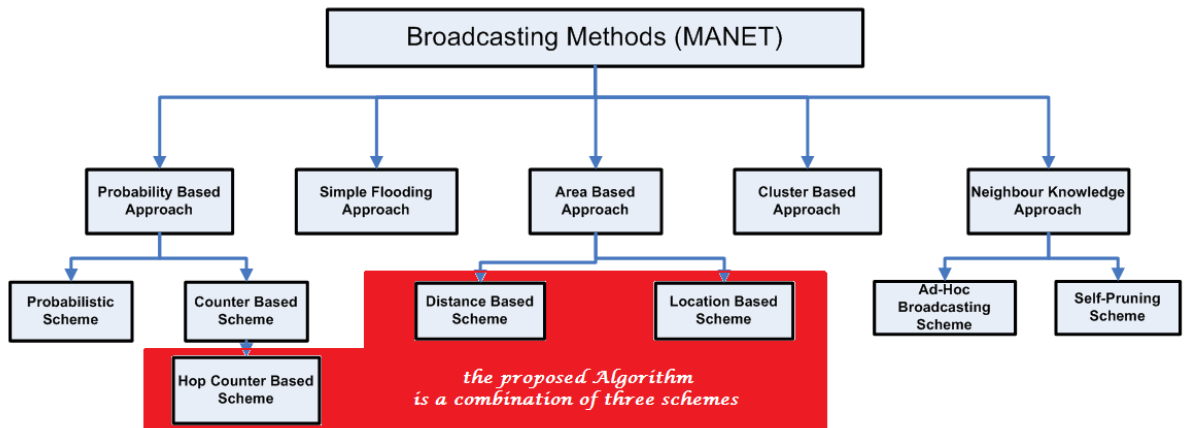 Broadcasting Methods (MANET)
Probability Based
Approach
Simple Flooding
Approach
Area Based
Approach
Cluster Based
Approach
Neighbour Knowledge
Approach
Probabilistic
Scheme
Counter Based
Scheme
Distance Based
Scheme
Location Based
Scheme
Ad-Hoc
Broadcasting
Scheme
Self-Pruning
Scheme
Hop Counter Based
Scheme
the proposed Algorithm
is a combination of three schemes